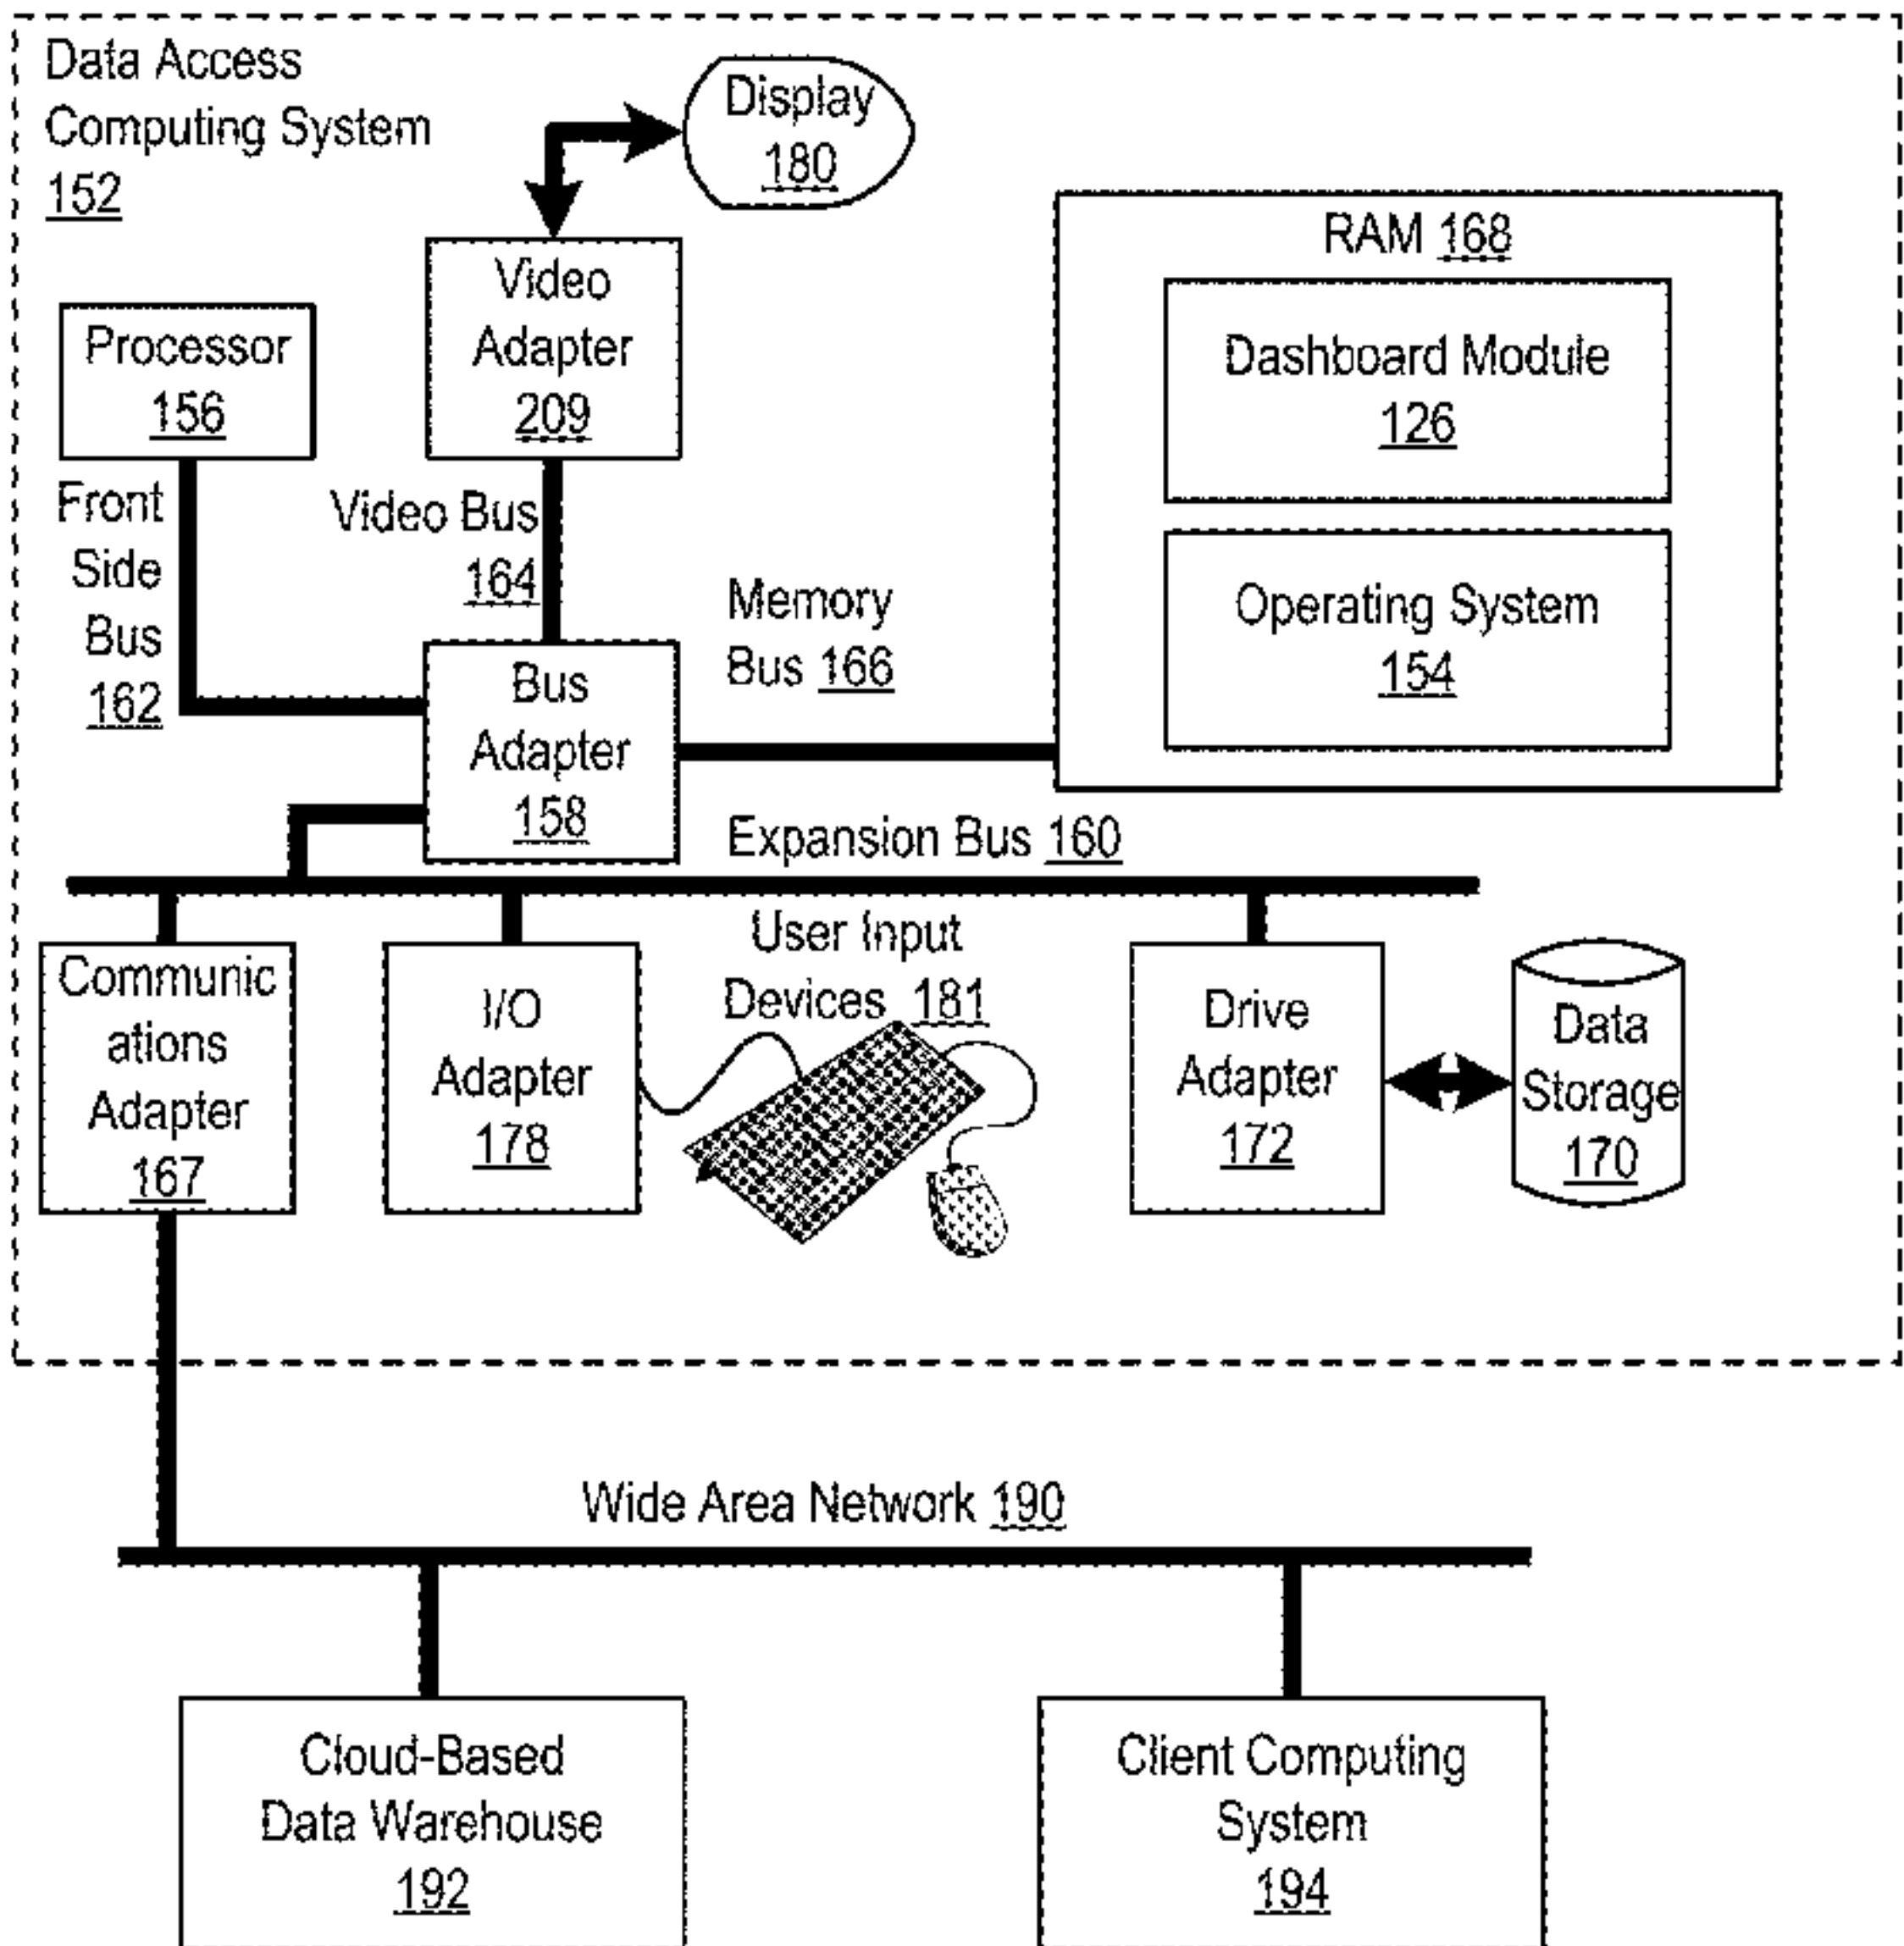 Data Access
Computing System
152
Display
180
Video
Adapter
209
RAM 168
Dashboard Module
126
Processor
156
Front
Side
Bus
162
Video Bus
164
Operating System
154
Memory
Bus 166
Bus
Adapter
158
Expansion Bus 160
Communic
ations
Adapter
167
I/O
Adapter
178
User Input
Devices 181
Drive
Adapter
172
Data
Storage
170
Wide Area Network 190
Cloud-Based
Data Warehouse
192
Client Computing
System
194